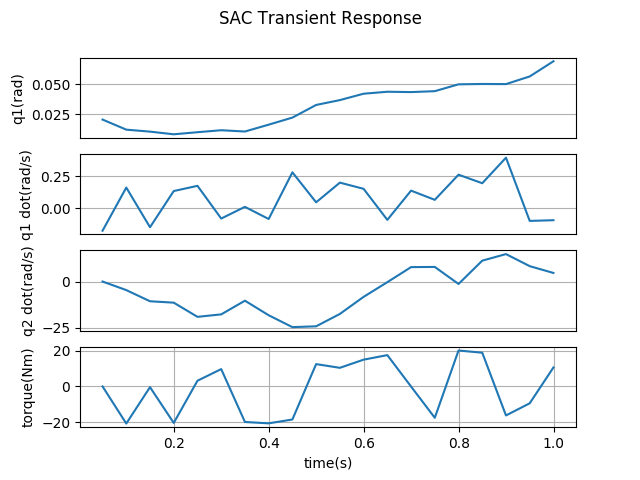 SAC Transient Response
q1(rad)
0.050
0.025
q1 dot(rad/s)
0.25
0.00
q2 dot(rad/s)
0
−25
torque(Nm)
20
0
−20
0.2 0.4 0.6 0.8 1.0
time(s)